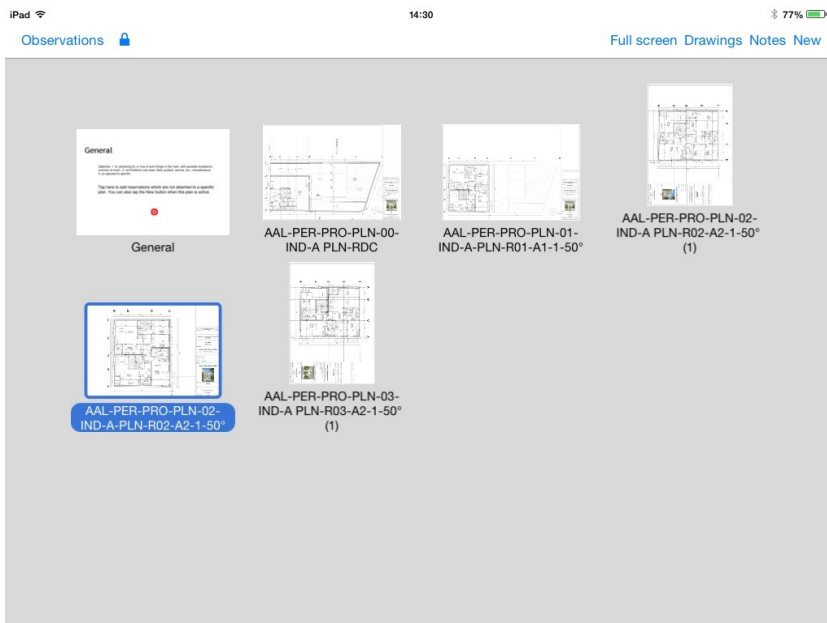 iPad 14:30 77%
Observations Full screen Drawings Notes New
General
Tap here to add reservations which are not attached to a specific
plan. You can also tap the New button when this plan is active.
General
AAL-PER-PRO-PLN-00-
IND-A PLN-RDC
AAL-PER-PRO-PLN-01-
IND-A-PLN-R01-A1-1-50°
AAL-PER-PRO-PLN-02-
IND-A PLN-R02-A2-1-50°
(1)
AAL-PER-PRO-PLN-02-
IND-A-PLN-R02-A2-1-50°
AAL-PER-PRO-PLN-03-
IND-A PLN-R03-A2-1-50°
(1)